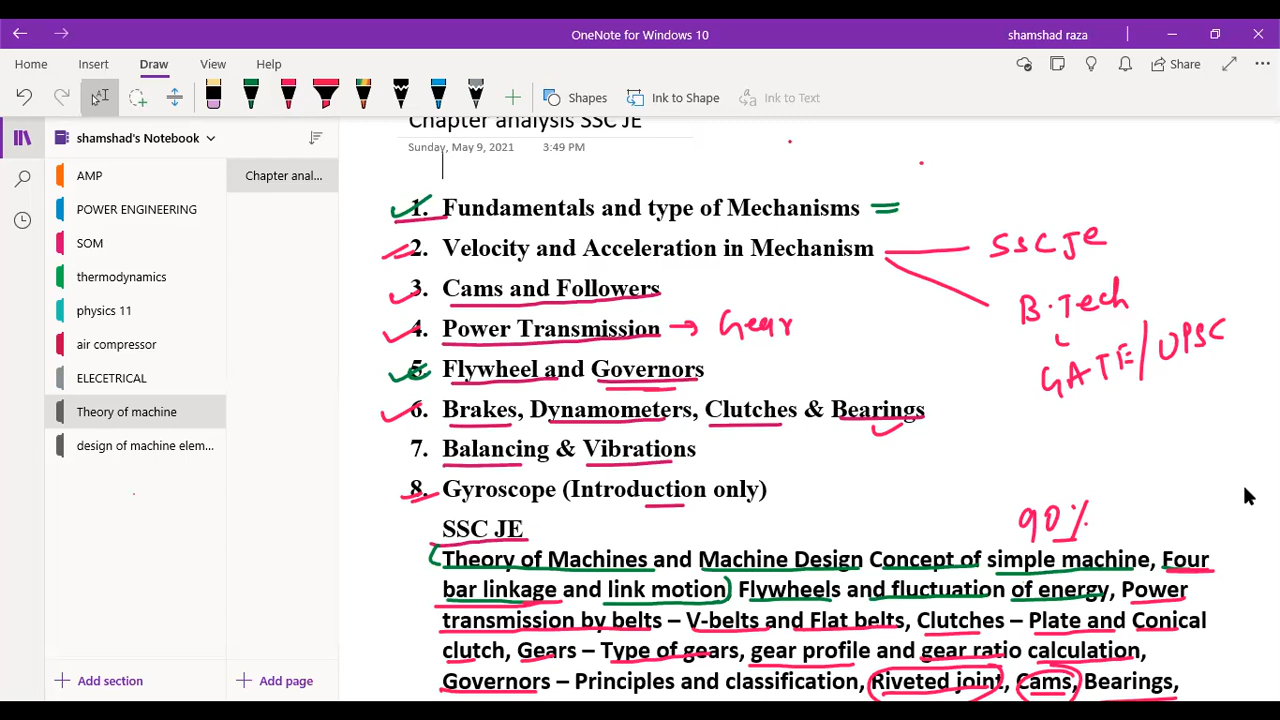 OneNote for Windows 10
shamshad raza
Home Insert Draw View Help
Share
Shapes Ink to Shape Ink to Text
shamshad's Notebook
AMP
POWER ENGINEERING
SOM
thermodynamics
physics 11
air compressor
ELECETRICAL
Theory of machine
design of machine elem...
Add section
Chapter anal...
Add page
Chapter analysis SSC JE
Sunday, May 9, 2021 3:49 PM
1. Fundamentals and type of Mechanisms =
2. Velocity and Acceleration in Mechanism
SSC Je
B.Tech
GATE/UPSC
3. Cams and Followers
4. Power Transmission → Gear
5. Flywheel and Governors
6. Brakes, Dynamometers, Clutches & Bearings
7. Balancing & Vibrations
8. Gyroscope (Introduction only)
SSC JE
90%
Theory of Machines and Machine Design Concept of simple machine, Four
bar linkage and link motion) Flywheels and fluctuation of energy, Power
transmission by belts – V-belts and Flat belts, Clutches – Plate and Conical
clutch, Gears – Type of gears, gear profile and gear ratio calculation,
Governors – Principles and classification, Riveted joint, Cams, Bearings,